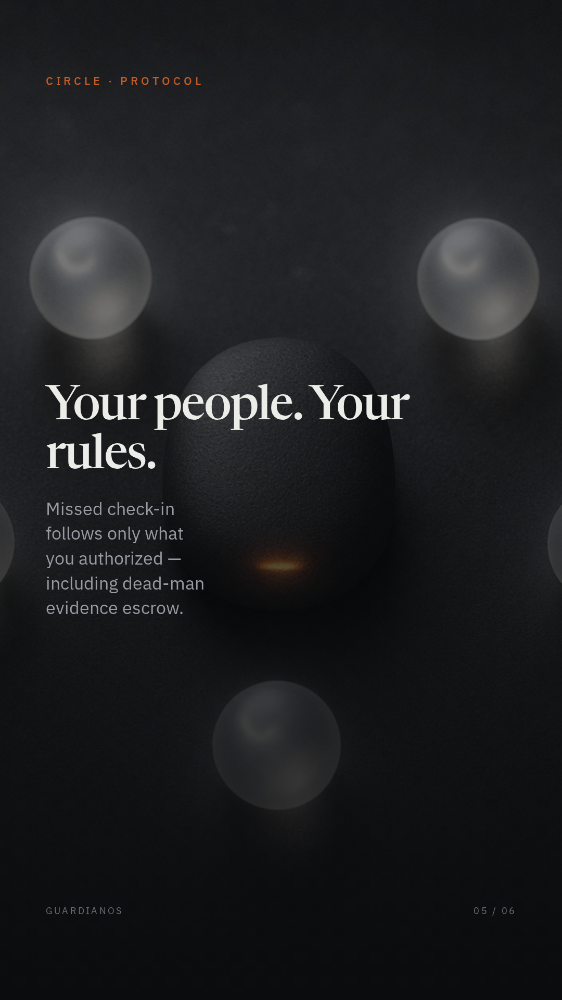 CIRCLE · PROTOCOL
Your people. Your
rules.
Missed check-in
follows only what
you authorized —
including dead-man
evidence escrow.
GUARDIANOS
05 / 06